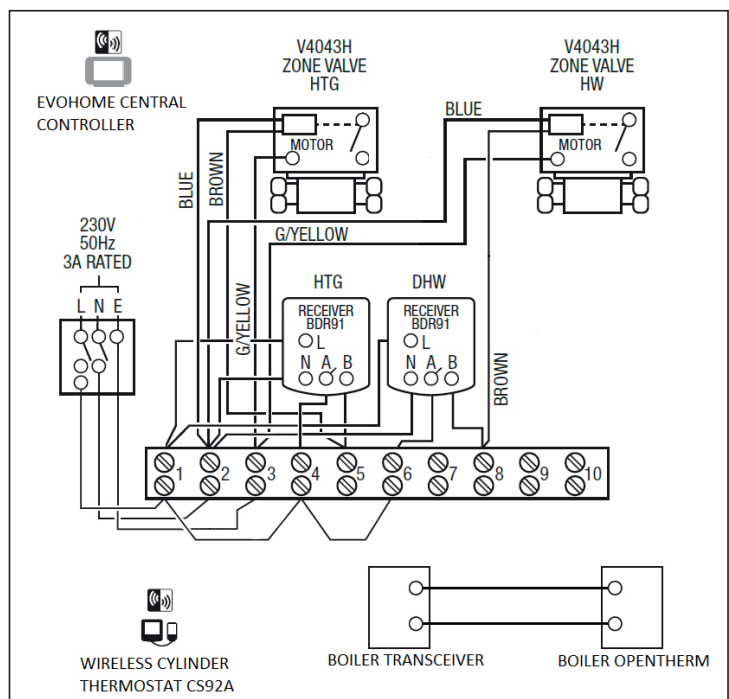 EVOHOME CENTRAL
CONTROLLER
V4043H
ZONE VALVE
HTG
V4043H
ZONE VALVE
HW
MOTOR
MOTOR
BLUE
BLUE
BROWN
G/YELLOW
G/YELLOW
230V
50Hz
3A RATED
L N E
HTG
DHW
RECEIVER
BDR91
L
N A B
RECEIVER
BDR91
L
N A B
BROWN
1 2 3 4 5 6 7 8 9 10
WIRELESS CYLINDER
THERMOSTAT CS92A
BOILER TRANSCEIVER
BOILER OPENTHERM